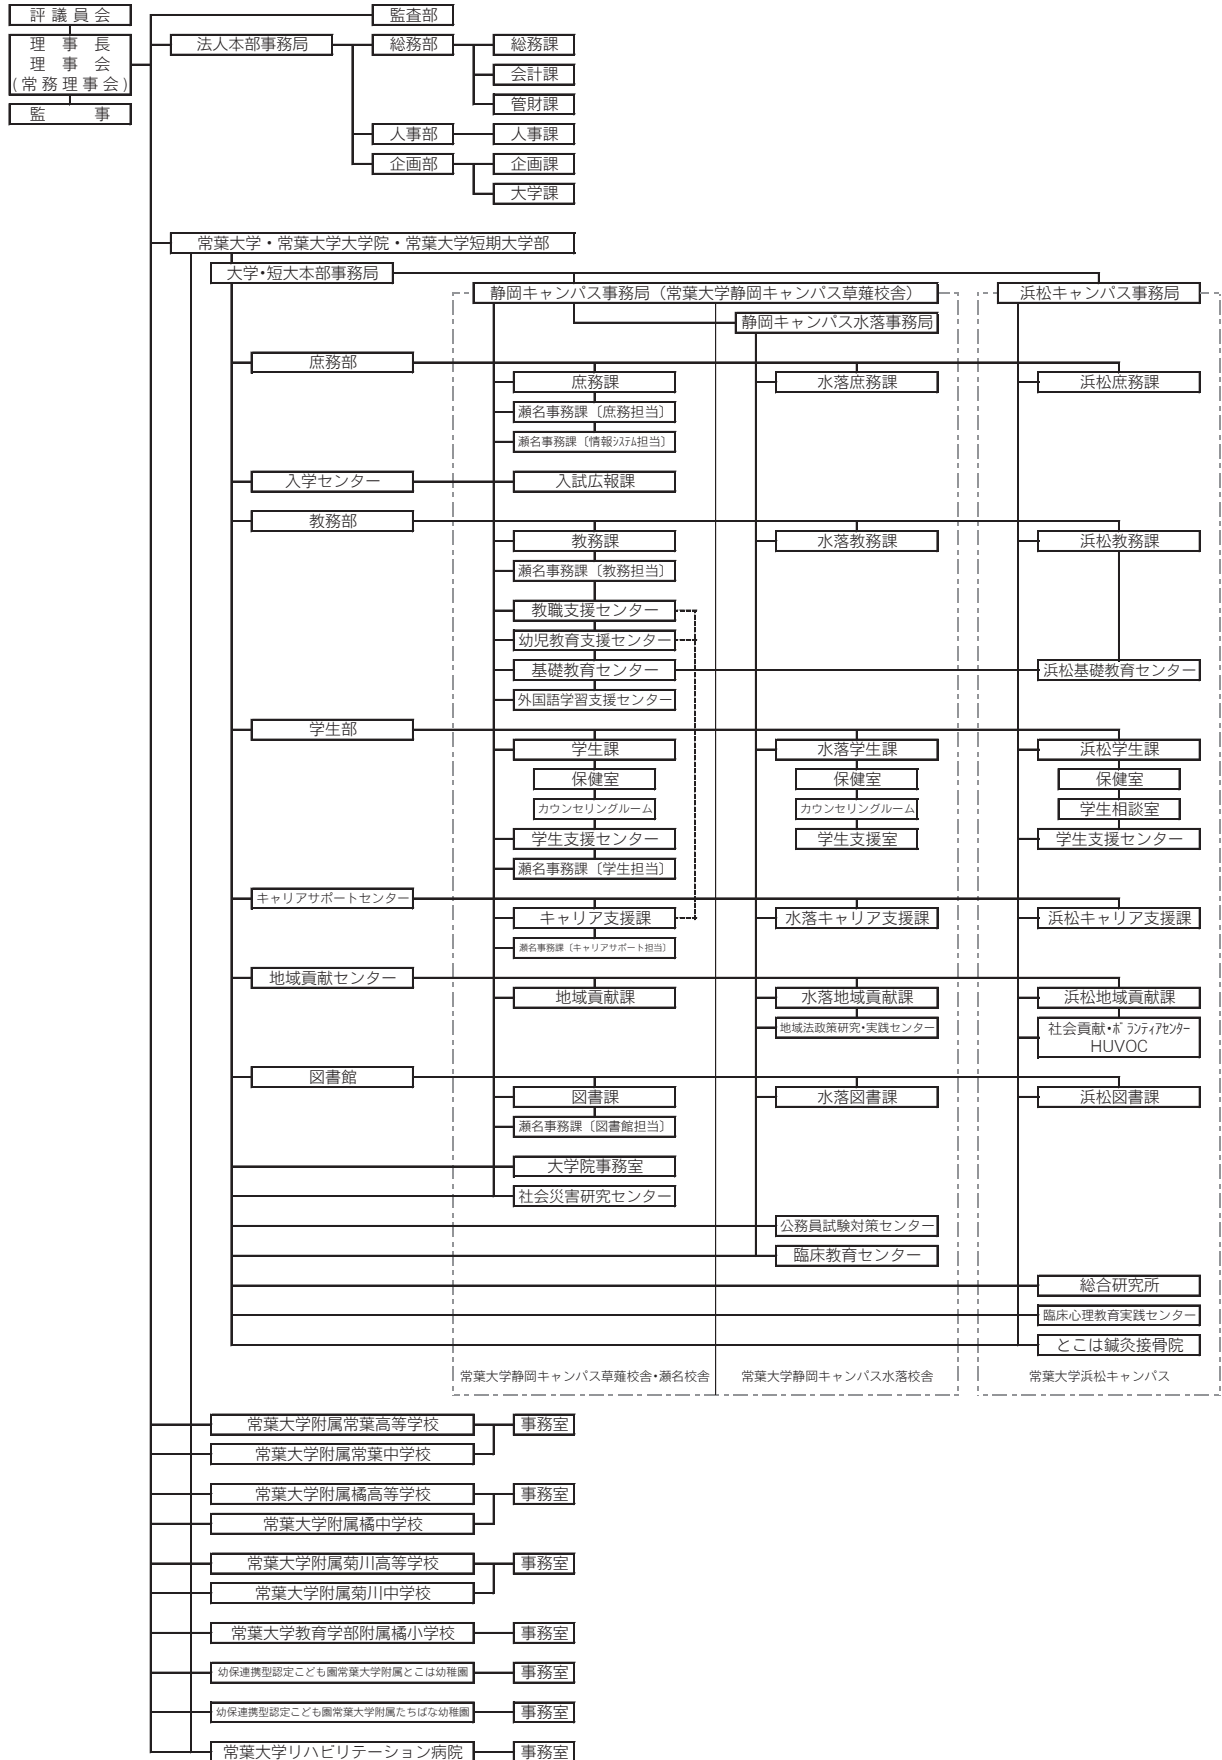 評議員会
監査部
理事長
理事会
(常務理事会)
監事
法人本部事務局
総務部
総務課
会計課
管財課
人事部
人事課
企画部
企画課
大学課
常葉大学・常葉大学大学院・常葉大学短期大学部
大学・短大本部事務局
静岡キャンパス事務局（常葉大学静岡キャンパス草薙校舎）
浜松キャンパス事務局
静岡キャンパス水落事務局
庶務部
庶務課
水落庶務課
浜松庶務課
瀬名事務課〔庶務担当〕
瀬名事務課〔情報システム担当〕
入学センター
入試広報課
教務部
教務課
水落教務課
浜松教務課
瀬名事務課〔教務担当〕
教職支援センター
幼児教育支援センター
基礎教育センター
浜松基礎教育センター
外国語学習支援センター
学生部
学生課
水落学生課
浜松学生課
保健室
保健室
保健室
カウンセリングルーム
カウンセリングルーム
学生相談室
学生支援センター
学生支援室
学生支援センター
瀬名事務課〔学生担当〕
キャリアサポートセンター
キャリア支援課
水落キャリア支援課
浜松キャリア支援課
瀬名事務課〔キャリアサポート担当〕
地域貢献センター
地域貢献課
水落地域貢献課
浜松地域貢献課
地域法政策研究・実践センター
社会貢献・ボランティアセンター
HUVOC
図書館
図書課
水落図書課
浜松図書課
瀬名事務課〔図書館担当〕
大学院事務室
社会災害研究センター
公務員試験対策センター
臨床教育センター
総合研究所
臨床心理教育実践センター
とこは鍼灸接骨院
常葉大学静岡キャンパス草薙校舎・瀬名校舎
常葉大学静岡キャンパス水落校舎
常葉大学浜松キャンパス
常葉大学附属常葉高等学校
事務室
常葉大学附属常葉中学校
常葉大学附属橘高等学校
事務室
常葉大学附属橘中学校
常葉大学附属菊川高等学校
事務室
常葉大学附属菊川中学校
常葉大学教育学部附属橘小学校
事務室
幼保連携型認定こども園常葉大学附属とこは幼稚園
事務室
幼保連携型認定こども園常葉大学附属たちばな幼稚園
事務室
常葉大学リハビリテーション病院
事務室